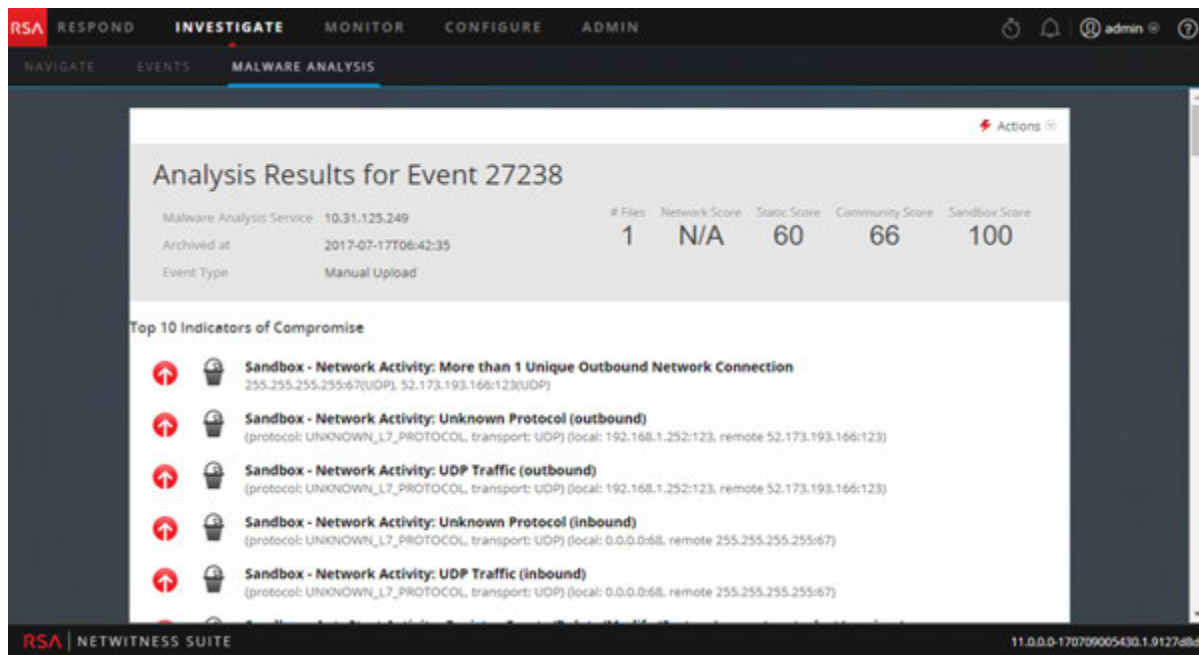 RSA RESPOND INVESTIGATE MONITOR CONFIGURE ADMIN admin
NAVIGATE EVENTS MALWARE ANALYSIS
Actions
Analysis Results for Event 27238
Malware Analysis Service 10.31.125.249
Archived at 2017-07-17T06:42:35
Event Type Manual Upload
# Files Network Score Static Score Community Score Sandbox Score
1 N/A 60 66 100
Top 10 Indicators of Compromise
Sandbox - Network Activity: More than 1 Unique Outbound Network Connection
255.255.255.255:67(UDP), 52.173.193.166:123(UDP)
Sandbox - Network Activity: Unknown Protocol (outbound)
(protocol: UNKNOWN_L7_PROTOCOL, transport: UDP) (local: 192.168.1.252:123, remote 52.173.193.166:123)
Sandbox - Network Activity: UDP Traffic (outbound)
(protocol: UNKNOWN_L7_PROTOCOL, transport: UDP) (local: 192.168.1.252:123, remote 52.173.193.166:123)
Sandbox - Network Activity: Unknown Protocol (inbound)
(protocol: UNKNOWN_L7_PROTOCOL, transport: UDP) (local: 0.0.0.0:68, remote 255.255.255.255:67)
Sandbox - Network Activity: UDP Traffic (inbound)
(protocol: UNKNOWN_L7_PROTOCOL, transport: UDP) (local: 0.0.0.0:68, remote 255.255.255.255:67)
RSA NETWITNESS SUITE 11.0.0.0-170709005430.1.9127d8d